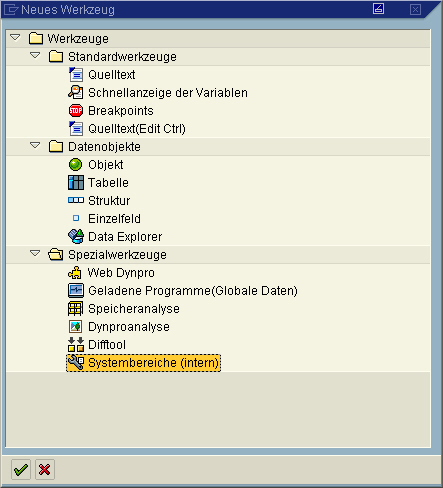 Neues Werkzeug
Werkzeuge
Standardwerkzeuge
Quelltext
Schnellanzeige der Variablen
STOP Breakpoints
Quelltext(Edit Ctrl)
Datenobjekte
Objekt
Tabelle
Struktur
Einzelfeld
Data Explorer
Spezialwerkzeuge
Web Dynpro
Geladene Programme(Globale Daten)
Speicheranalyse
Dynproanalyse
Difftool
Systembereiche (intern)